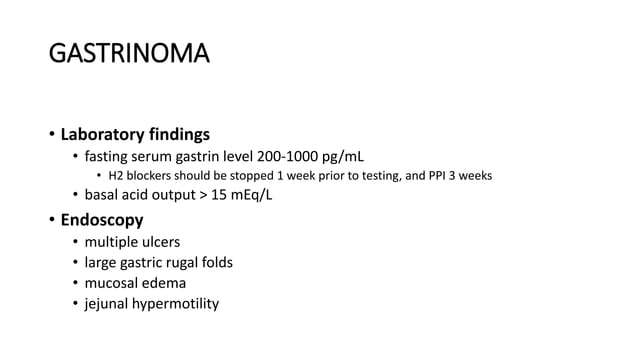 GASTRINOMA
• Laboratory findings
• fasting serum gastrin level 200-1000 pg/mL
• H2 blockers should be stopped 1 week prior to testing, and PPI 3 weeks
• basal acid output > 15 mEq/L
• Endoscopy
• multiple ulcers
• large gastric rugal folds
• mucosal edema
• jejunal hypermotility